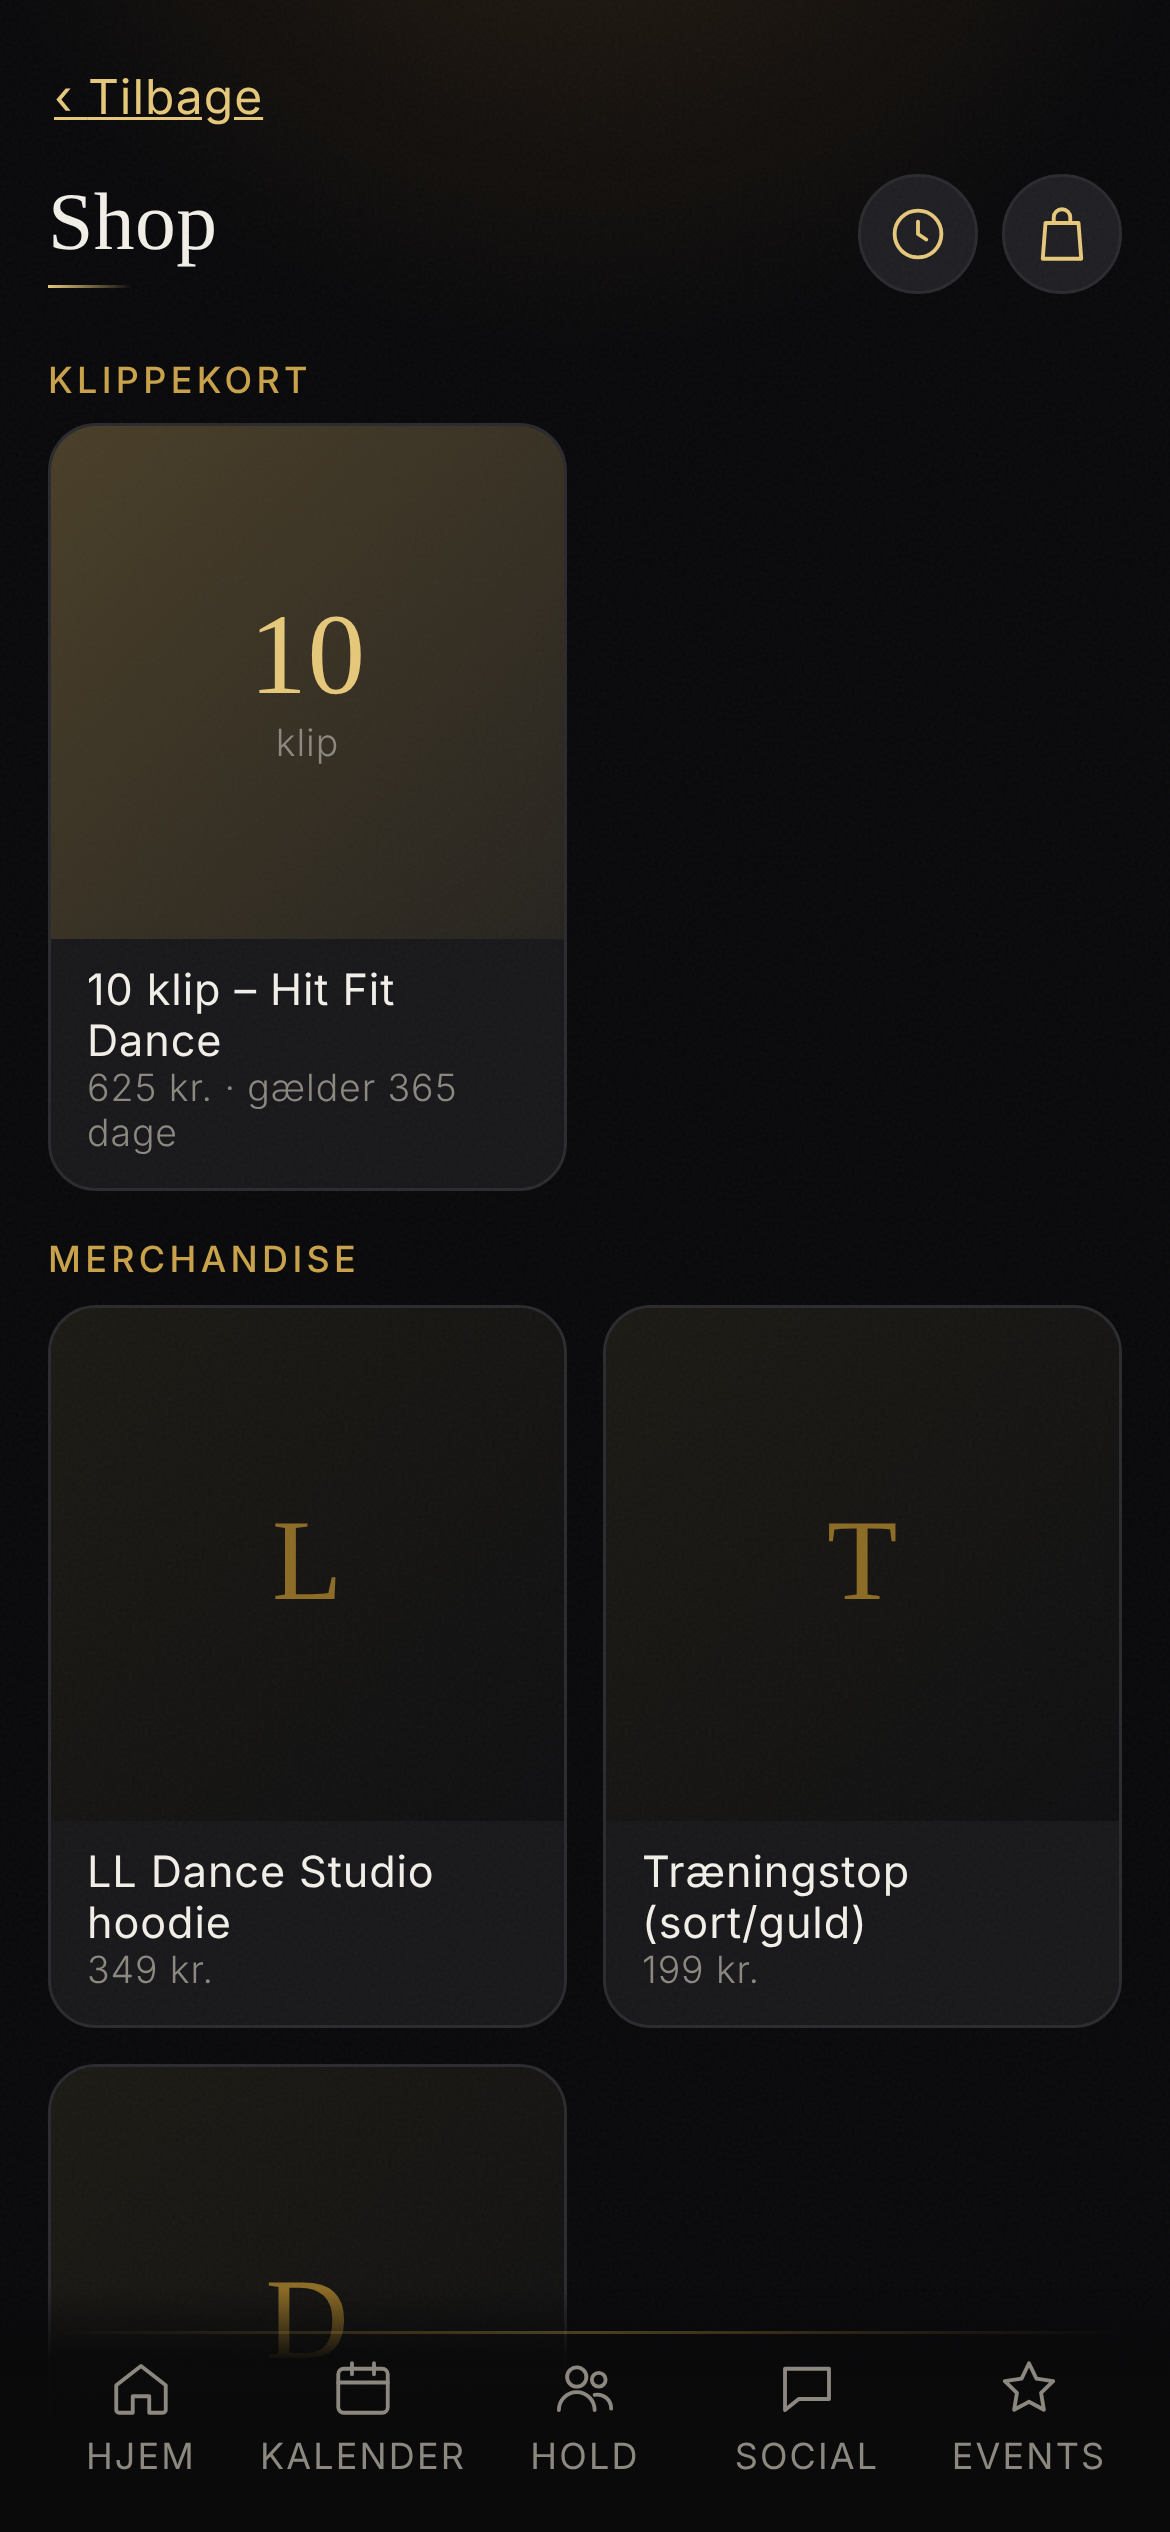 ‹ Tilbage
Shop
KLIPPEKORT
10
klip
10 klip – Hit Fit
Dance
625 kr. · gælder 365
dage
MERCHANDISE
L
T
LL Dance Studio
hoodie
349 kr.
Træningstop
(sort/guld)
199 kr.
D
HJEM
KALENDER
HOLD
SOCIAL
EVENTS